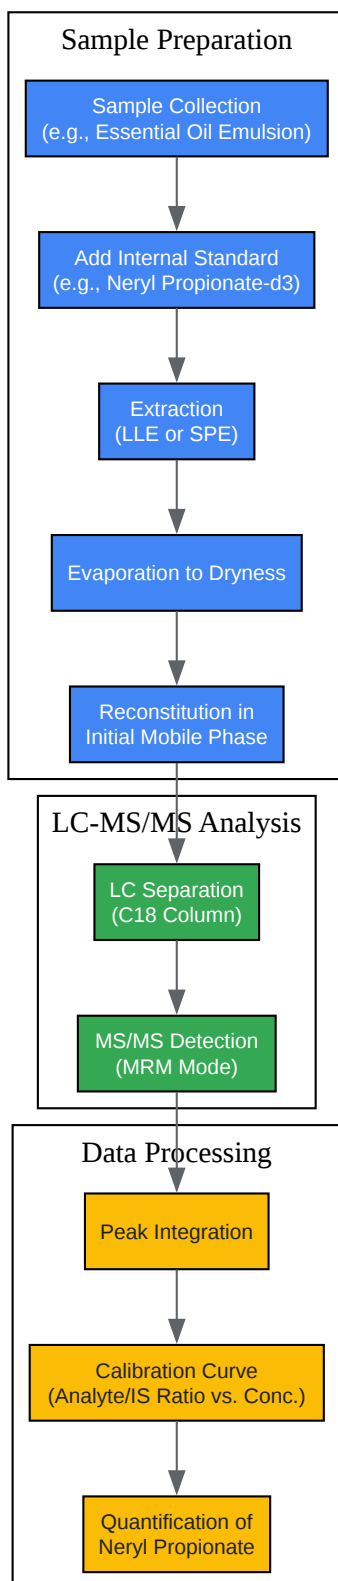 Sample Preparation
Sample Collection
(e.g., Essential Oil Emulsion)
Add Internal Standard
(e.g., Neryl Propionate-d3)
Extraction
(LLE or SPE)
Evaporation to Dryness
Reconstitution in
Initial Mobile Phase
LC-MS/MS Analysis
LC Separation
(C18 Column)
MS/MS Detection
(MRM Mode)
Data Processing
Peak Integration
Calibration Curve
(Analyte/IS Ratio vs. Conc.)
Quantification of
Neryl Propionate